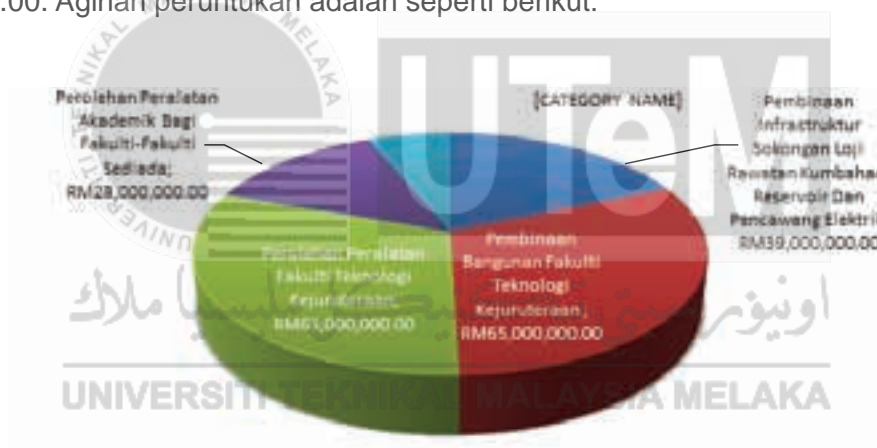 .00. Agihan peruntukan adalah seperti berikut:
UTeM
Perolehan Peralatan
Akademik Bagi
Fakulti-Fakulti
Sediada;
RM28,000,000.00
[CATEGORY NAME]
Pembinaan
Infrastruktur
Sokongan Loji
Rawatan Kumbahan
Reservoir Dan
Pencawang Elektrik
RM39,000,000.00
Perolehan Peralatan
Fakulti Teknologi
Kejuruteraan;
,000,000.00
Pembinaan
Bangunan Fakulti
Teknologi
Kejuruteraan;
RM65,000,000.00
اونيۏرسيتي تيكنيكل مليسيا ملاك
UNIVERSITI TEKNIKAL MALAYSIA MELAKA